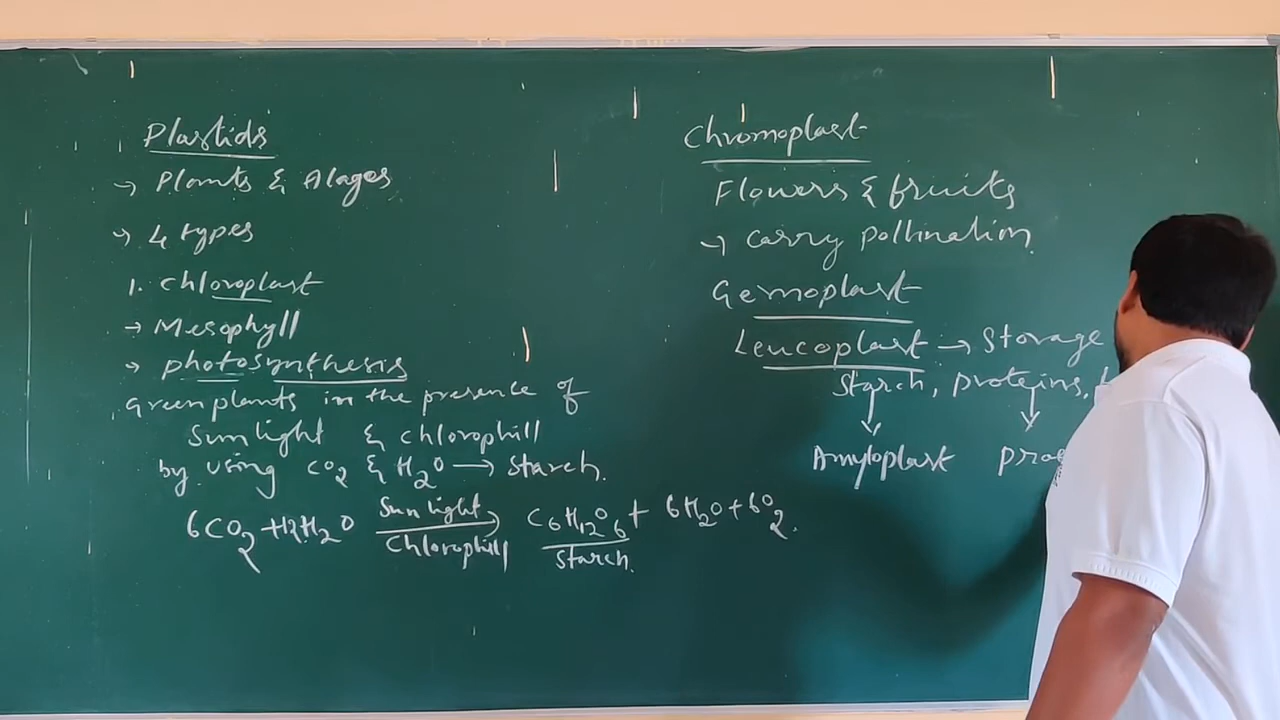 Plastids
→ Plants & Alages
→ 4 types
1. Chloroplast
→ Mesophyll
→ photosynthesis
Green plants in the presence of
Sunlight & chlorophill
by using CO2 & H2O → Starch.
6CO2 + 12H2O Sunlight
Chlorophill C6H12O6 + 6H2O + 6O2.
Starch.
Chromoplast
Flowers & fruits
→ Carry pollination
Gernoplast
Leucoplast → Storage
Starch, proteins,
Amyloplast